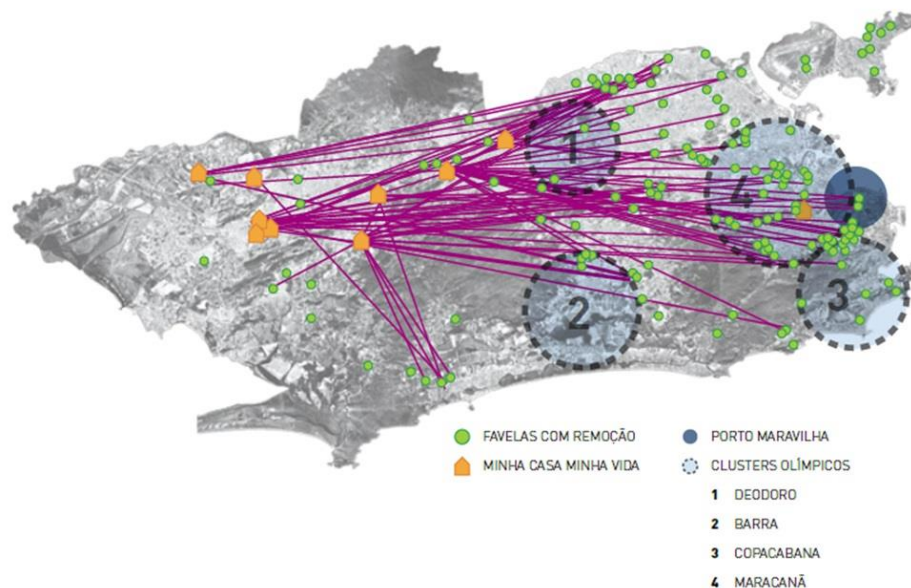 1
4
2
3
FAVELAS COM REMOÇÃO
PORTO MARAVILHA
MINHA CASA MINHA VIDA
CLUSTERS OLÍMPICOS
1 DEODORO
2 BARRA
3 COPACABANA
4 MARACANÃ